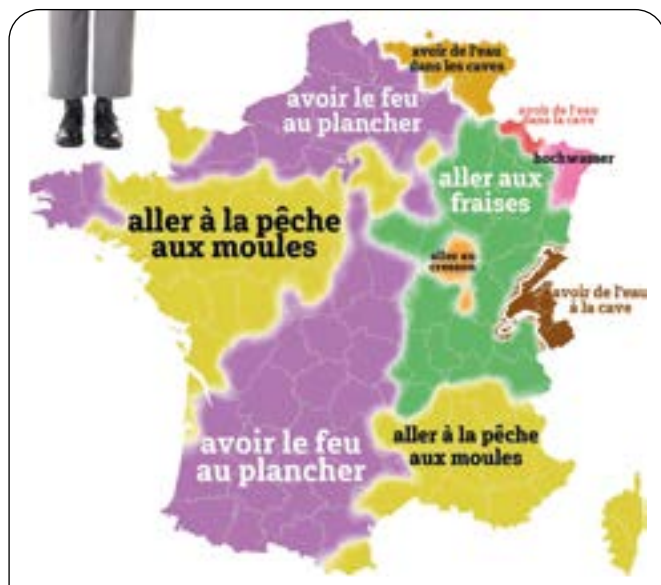 avoir de l'eau
dans les caves
avoir le feu
au plancher
avoir de l'eau
dans la cave
hochwasser
aller aux
fraises
aller à la pêche
aux moules
aller au
cresson
avoir de l'eau
à la cave
avoir le feu
au plancher
aller à la pêche
aux moules